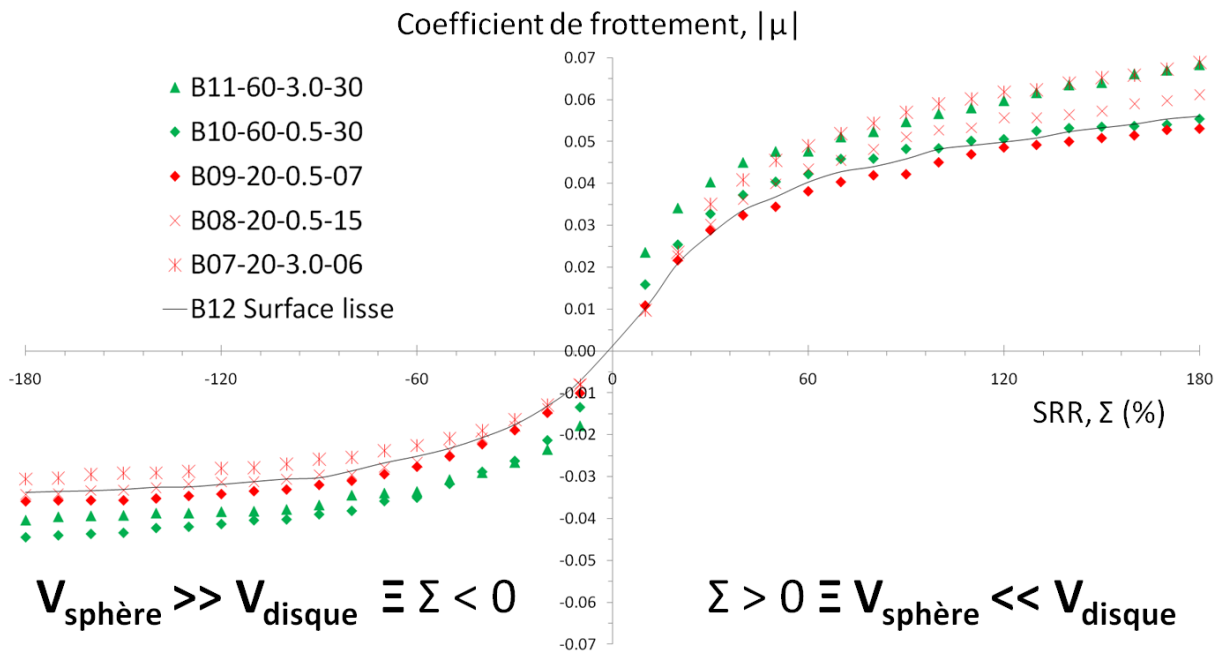 Coefficient de frottement, |μ|
B11-60-3.0-30
B10-60-0.5-30
B09-20-0.5-07
B08-20-0.5-15
B07-20-3.0-06
B12 Surface lisse
0.07
0.06
0.05
0.04
0.03
0.02
0.01
0.00
-180
-120
-60
0
60
120
180
-0.01
SRR, Σ (%)
-0.02
-0.03
-0.04
-0.05
-0.06
-0.07
Vsphère >> Vdisque Ξ Σ < 0
Σ > 0 Ξ Vsphère << Vdisque